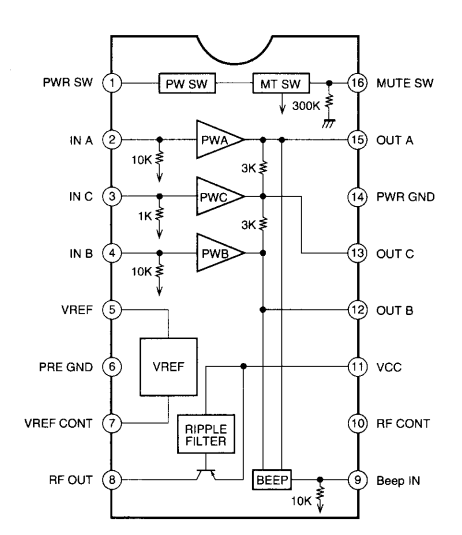 PWR SW 1 PW SW MT SW 16 MUTE SW
300K
IN A 2 PWA 15 OUT A
10K 3K
IN C 3 PWC 14 PWR GND
1K 3K
IN B 4 PWB 13 OUT C
10K
VREF 5 12 OUT B
PRE GND 6 VREF 11 VCC
VREF CONT 7 10 RF CONT
RIPPLE
FILTER
RF OUT 8 BEEP 9 Beep IN
10K